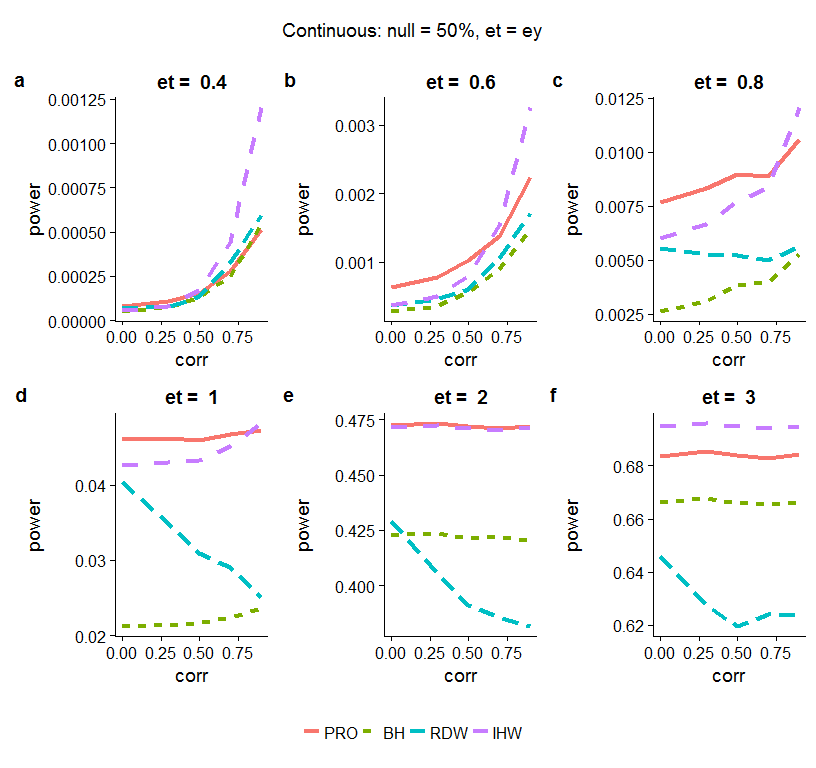 Continuous: null = 50%, et = ey
a et = 0.4 b et = 0.6 c et = 0.8
power
0.00125
0.00100
0.00075
0.00050
0.00025
0.00000
0.00 0.25 0.50 0.75
corr
power
0.003
0.002
0.001
0.00 0.25 0.50 0.75
corr
power
0.0125
0.0100
0.0075
0.0050
0.0025
0.00 0.25 0.50 0.75
corr
d et = 1 e et = 2 f et = 3
power
0.04
0.03
0.02
0.00 0.25 0.50 0.75
corr
power
0.475
0.450
0.425
0.400
0.00 0.25 0.50 0.75
corr
power
0.68
0.66
0.64
0.62
0.00 0.25 0.50 0.75
corr
PRO BH RDW IHW